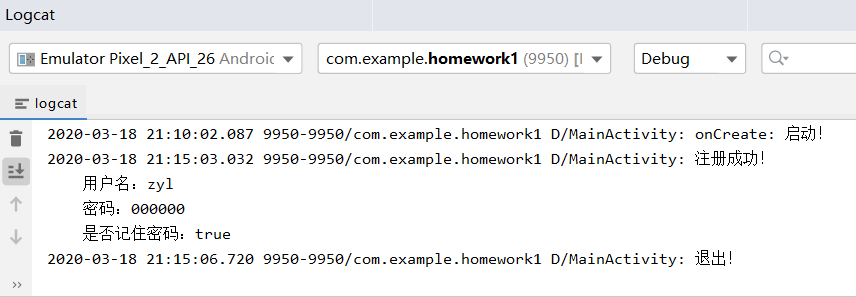 Logcat
Emulator Pixel_2_API_26 Android
com.example.homework1 (9950) [
Debug
logcat
2020-03-18 21:10:02.087 9950-9950/com.example.homework1 D/MainActivity: onCreate: 启动!
2020-03-18 21:15:03.032 9950-9950/com.example.homework1 D/MainActivity: 注册成功!
用户名：zyl
密码：000000
是否记住密码：true
2020-03-18 21:15:06.720 9950-9950/com.example.homework1 D/MainActivity: 退出!